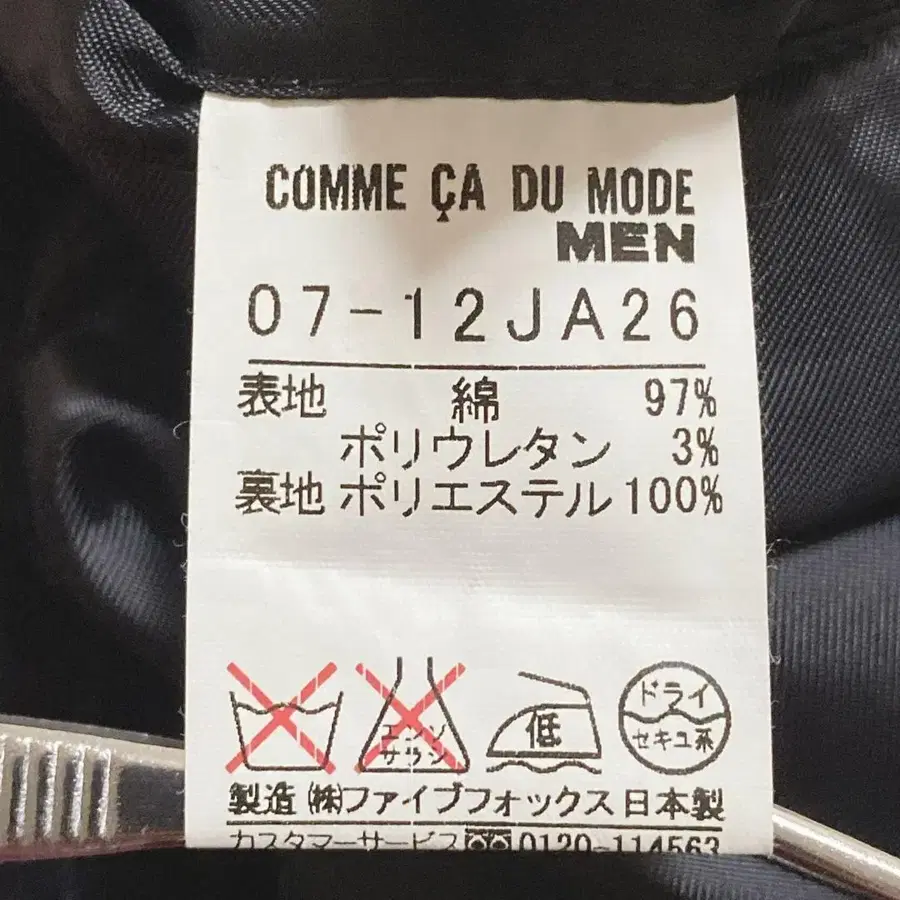 COMME ÇA DU MODE
MEN
07-12JA26
表地 綿 97%
ポリウレタン 3%
裏地 ポリエステル 100%
エンソ
サラシ
低
ドライ
セキユ系
製造 ㈱ファイブフォックス 日本製
カスタマーサービス 0120-114563